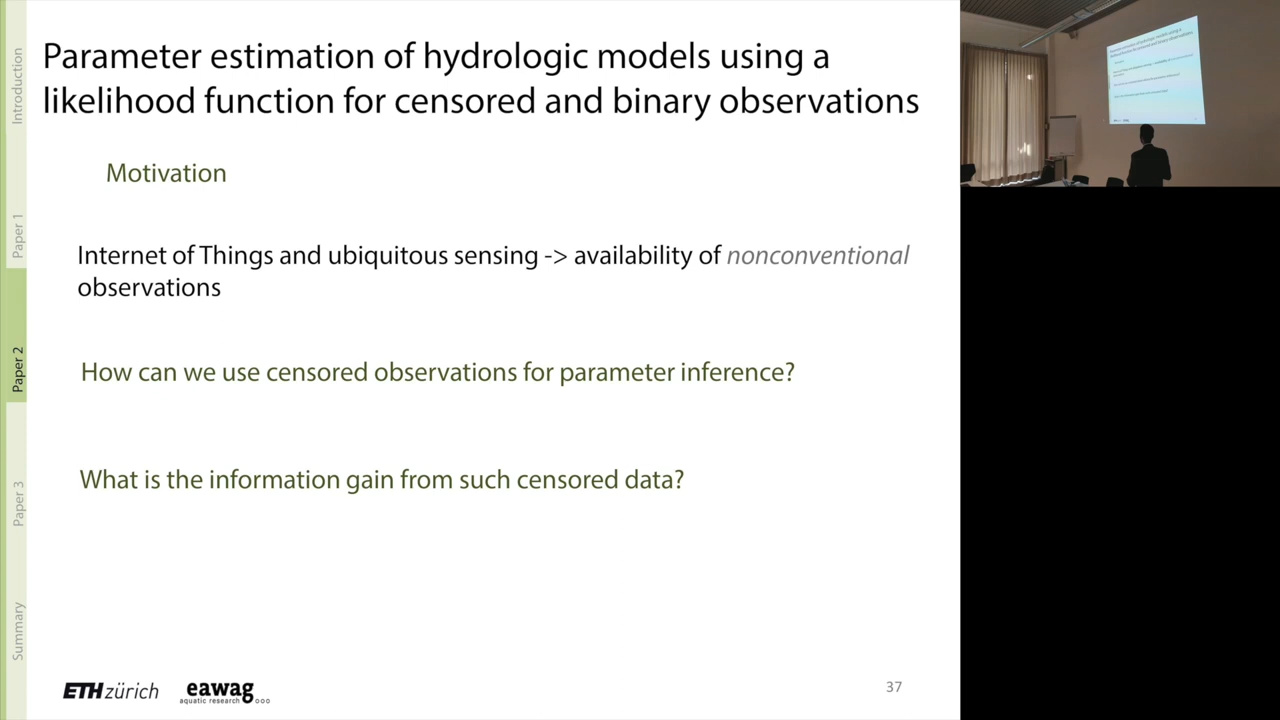 Parameter estimation of hydrologic models using a
likelihood function for censored and binary observations
Motivation
Internet of Things and ubiquitous sensing -> availability of nonconventional
observations
How can we use censored observations for parameter inference?
What is the information gain from such censored data?
Introduction
Paper 1
Paper 2
Paper 3
Summary
ETH zürich
eawag
aquatic research
37